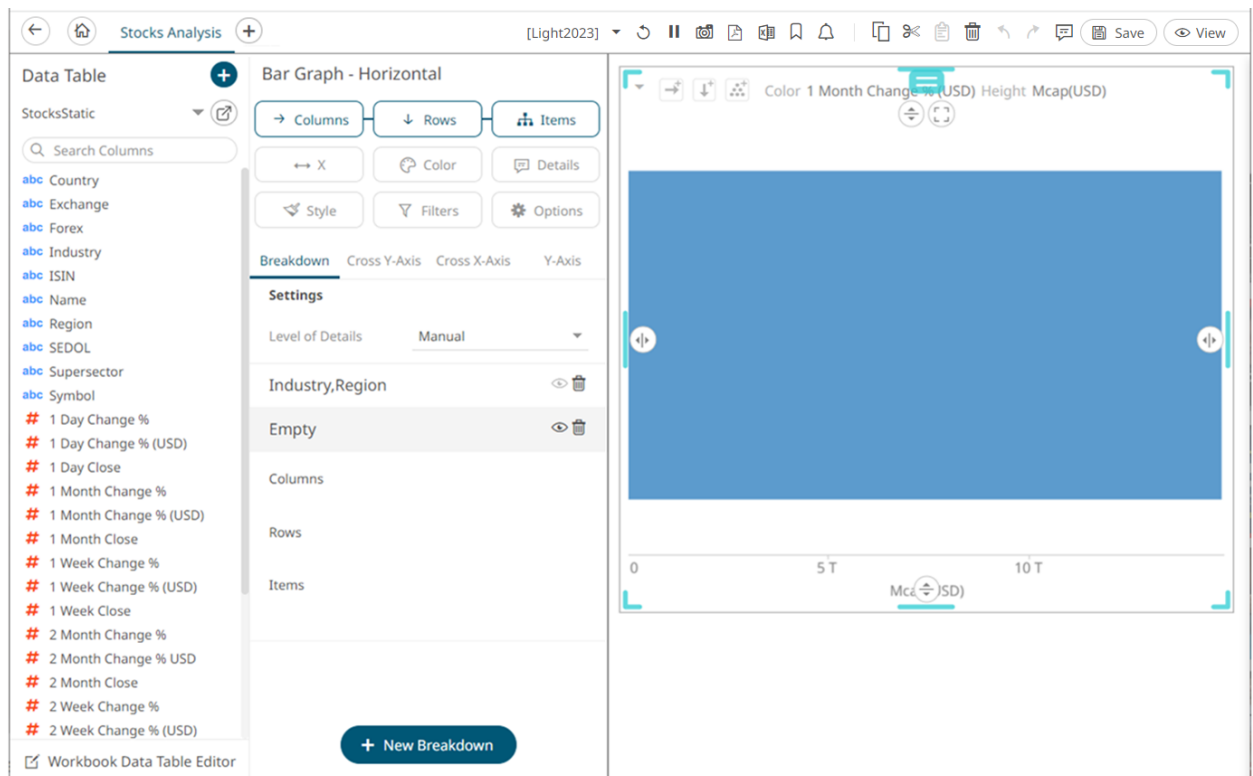 Stocks Analysis
[Light2023]
Save
View
Data Table
StocksStatic
Search Columns
abc Country
abc Exchange
abc Forex
abc Industry
abc ISIN
abc Name
abc Region
abc SEDOL
abc Supersector
abc Symbol
# 1 Day Change %
# 1 Day Change % (USD)
# 1 Day Close
# 1 Month Change %
# 1 Month Change % (USD)
# 1 Month Close
# 1 Week Change %
# 1 Week Change % (USD)
# 1 Week Close
# 2 Month Change %
# 2 Month Change % USD
# 2 Month Close
# 2 Week Change %
# 2 Week Change % (USD)
Workbook Data Table Editor
Bar Graph - Horizontal
Columns Rows Items
X Color Details
Style Filters Options
Breakdown Cross Y-Axis Cross X-Axis Y-Axis
Settings
Level of Details Manual
Industry,Region
Empty
Columns
Rows
Items
+ New Breakdown
Color 1 Month Change % (USD) Height Mcap(USD)
0 5 T 10 T